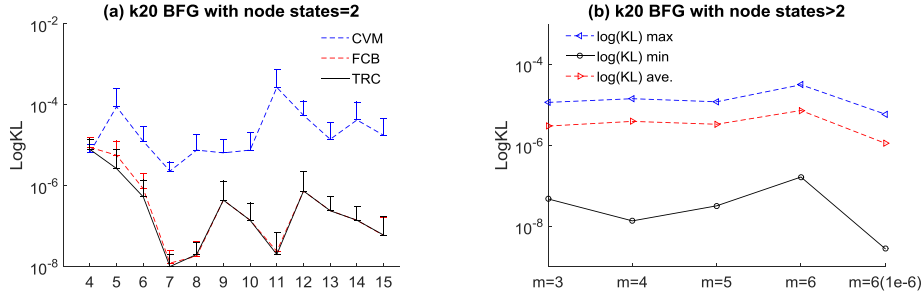 (a) k20 BFG with node states=2
CVM
FCB
TRC
LogKL
10^-2
10^-4
10^-6
10^-8
4 5 6 7 8 9 10 11 12 13 14 15
(b) k20 BFG with node states>2
log(KL) max
log(KL) min
log(KL) ave.
LogKL
10^-4
10^-6
10^-8
m=3 m=4 m=5 m=6 m=6(1e-6)